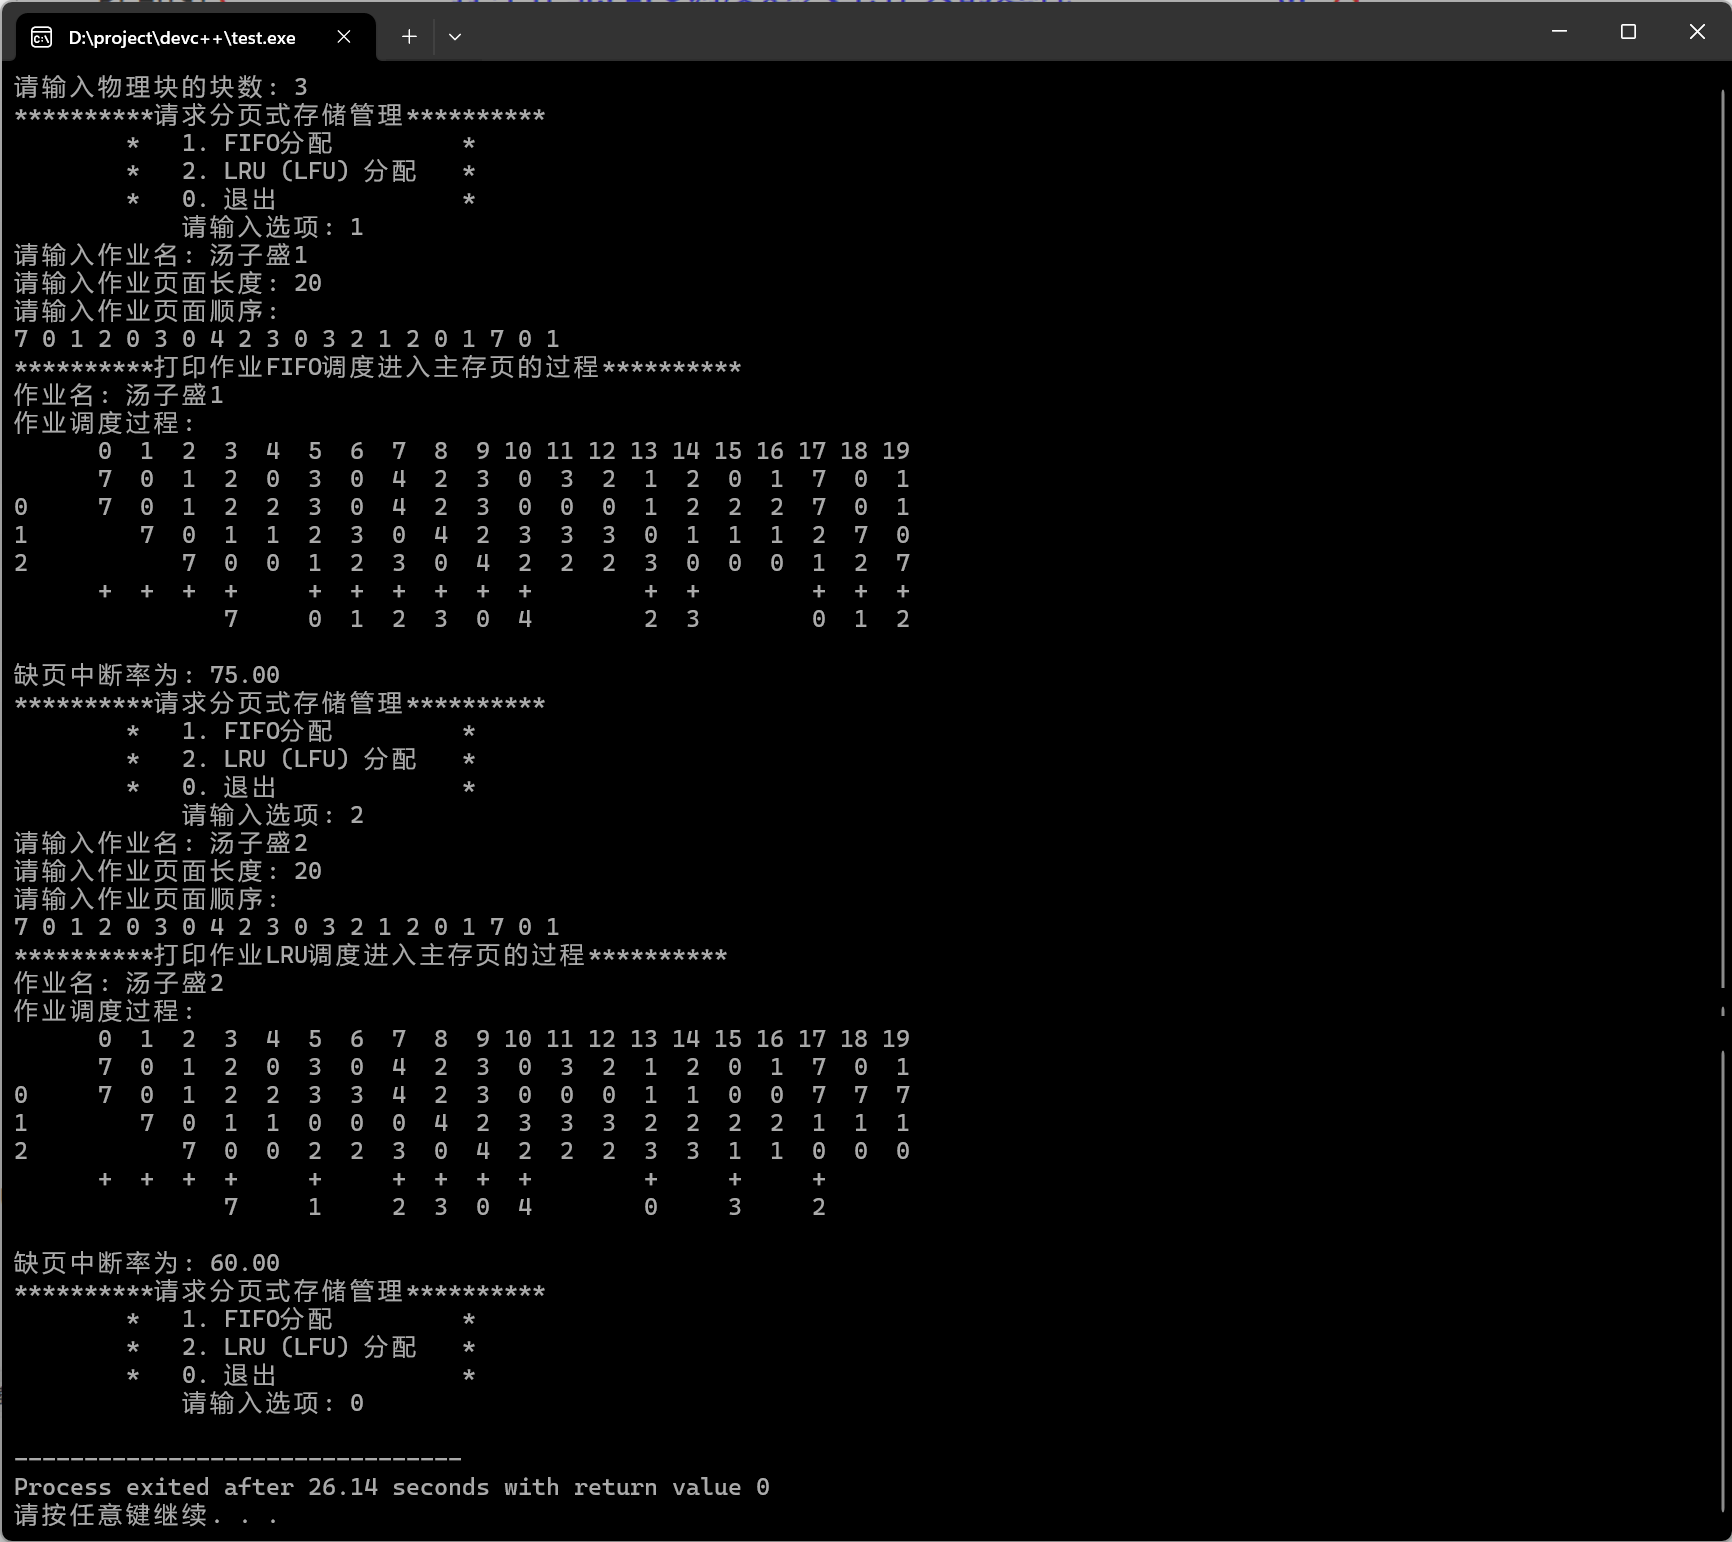 D:\project\devc++\test.exe
请输入物理块的块数: 3
**********请求分页式存储管理**********
        *   1. FIFO分配         *
        *   2. LRU (LFU) 分配   *
        *   0. 退出             *
            请输入选项: 1
请输入作业名: 汤子盛1
请输入作业页面长度: 20
请输入作业页面顺序:
7 0 1 2 0 3 0 4 2 3 0 3 2 1 2 0 1 7 0 1
**********打印作业FIFO调度进入主存页的过程**********
作业名: 汤子盛1
作业调度过程:
      0  1  2  3  4  5  6  7  8  9 10 11 12 13 14 15 16 17 18 19
      7  0  1  2  0  3  0  4  2  3  0  3  2  1  2  0  1  7  0  1
0     7  0  1  2  2  3  0  4  2  3  0  0  0  1  2  2  2  7  0  1
1        7  0  1  1  2  3  0  4  2  3  3  3  0  1  1  1  2  7  0
2           7  0  0  1  2  3  0  4  2  2  2  3  0  0  0  1  2  7
      +  +  +  +     +  +  +  +  +  +        +  +        +  +  +
               7     0  1  2  3  0  4        2  3        0  1  2
缺页中断率为: 75.00
**********请求分页式存储管理**********
        *   1. FIFO分配         *
        *   2. LRU (LFU) 分配   *
        *   0. 退出             *
            请输入选项: 2
请输入作业名: 汤子盛2
请输入作业页面长度: 20
请输入作业页面顺序:
7 0 1 2 0 3 0 4 2 3 0 3 2 1 2 0 1 7 0 1
**********打印作业LRU调度进入主存页的过程**********
作业名: 汤子盛2
作业调度过程:
      0  1  2  3  4  5  6  7  8  9 10 11 12 13 14 15 16 17 18 19
      7  0  1  2  0  3  0  4  2  3  0  3  2  1  2  0  1  7  0  1
0     7  0  1  2  2  3  3  4  2  3  0  0  0  1  1  0  0  7  7  7
1        7  0  1  1  0  0  0  4  2  3  3  3  2  2  2  2  1  1  1
2           7  0  0  2  2  3  0  4  2  2  2  3  3  1  1  0  0  0
      +  +  +  +     +     +  +  +  +        +     +     +
               7     1     2  3  0  4        0     3     2
缺页中断率为: 60.00
**********请求分页式存储管理**********
        *   1. FIFO分配         *
        *   2. LRU (LFU) 分配   *
        *   0. 退出             *
            请输入选项: 0
--------------------------------
Process exited after 26.14 seconds with return value 0
请按任意键继续. . .